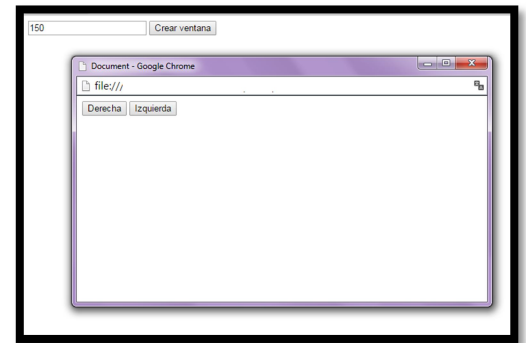 150 Crear ventana
Document - Google Chrome
file:///
Derecha Izquierda